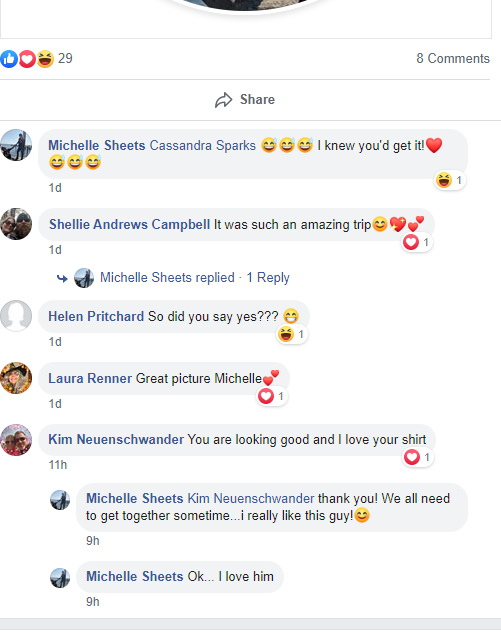 29
8 Comments
Share
Michelle Sheets Cassandra Sparks 😅😅😅 I knew you'd get it!❤️
😅😅😅
😆 1
1d
Shellie Andrews Campbell It was such an amazing trip😊💖💕
1
1d
Michelle Sheets replied · 1 Reply
Helen Pritchard So did you say yes??? 😁
😆 1
1d
Laura Renner Great picture Michelle💕
1
1d
Kim Neuenschwander You are looking good and I love your shirt
1
11h
Michelle Sheets Kim Neuenschwander thank you! We all need
to get together sometime...i really like this guy!😊
9h
Michelle Sheets Ok... I love him
9h